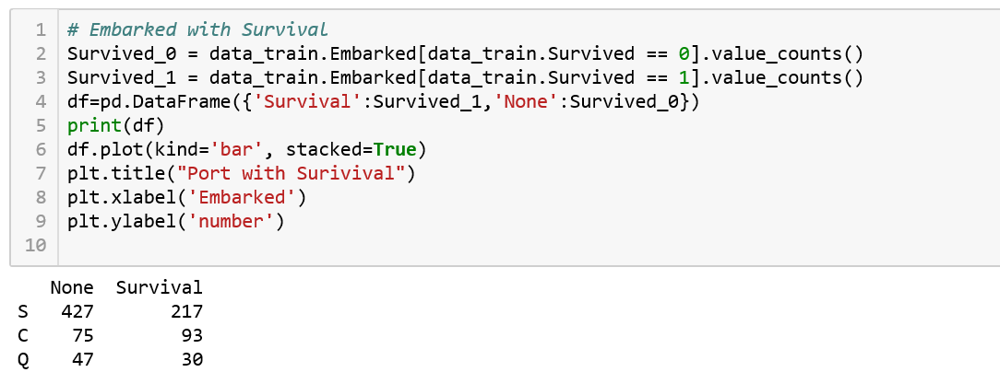 1 # Embarked with Survival
2 Survived_0 = data_train.Embarked[data_train.Survived == 0].value_counts()
3 Survived_1 = data_train.Embarked[data_train.Survived == 1].value_counts()
4 df=pd.DataFrame({'Survival':Survived_1,'None':Survived_0})
5 print(df)
6 df.plot(kind='bar', stacked=True)
7 plt.title("Port with Surivival")
8 plt.xlabel('Embarked')
9 plt.ylabel('number')
10
None Survival
S 427 217
C 75 93
Q 47 30